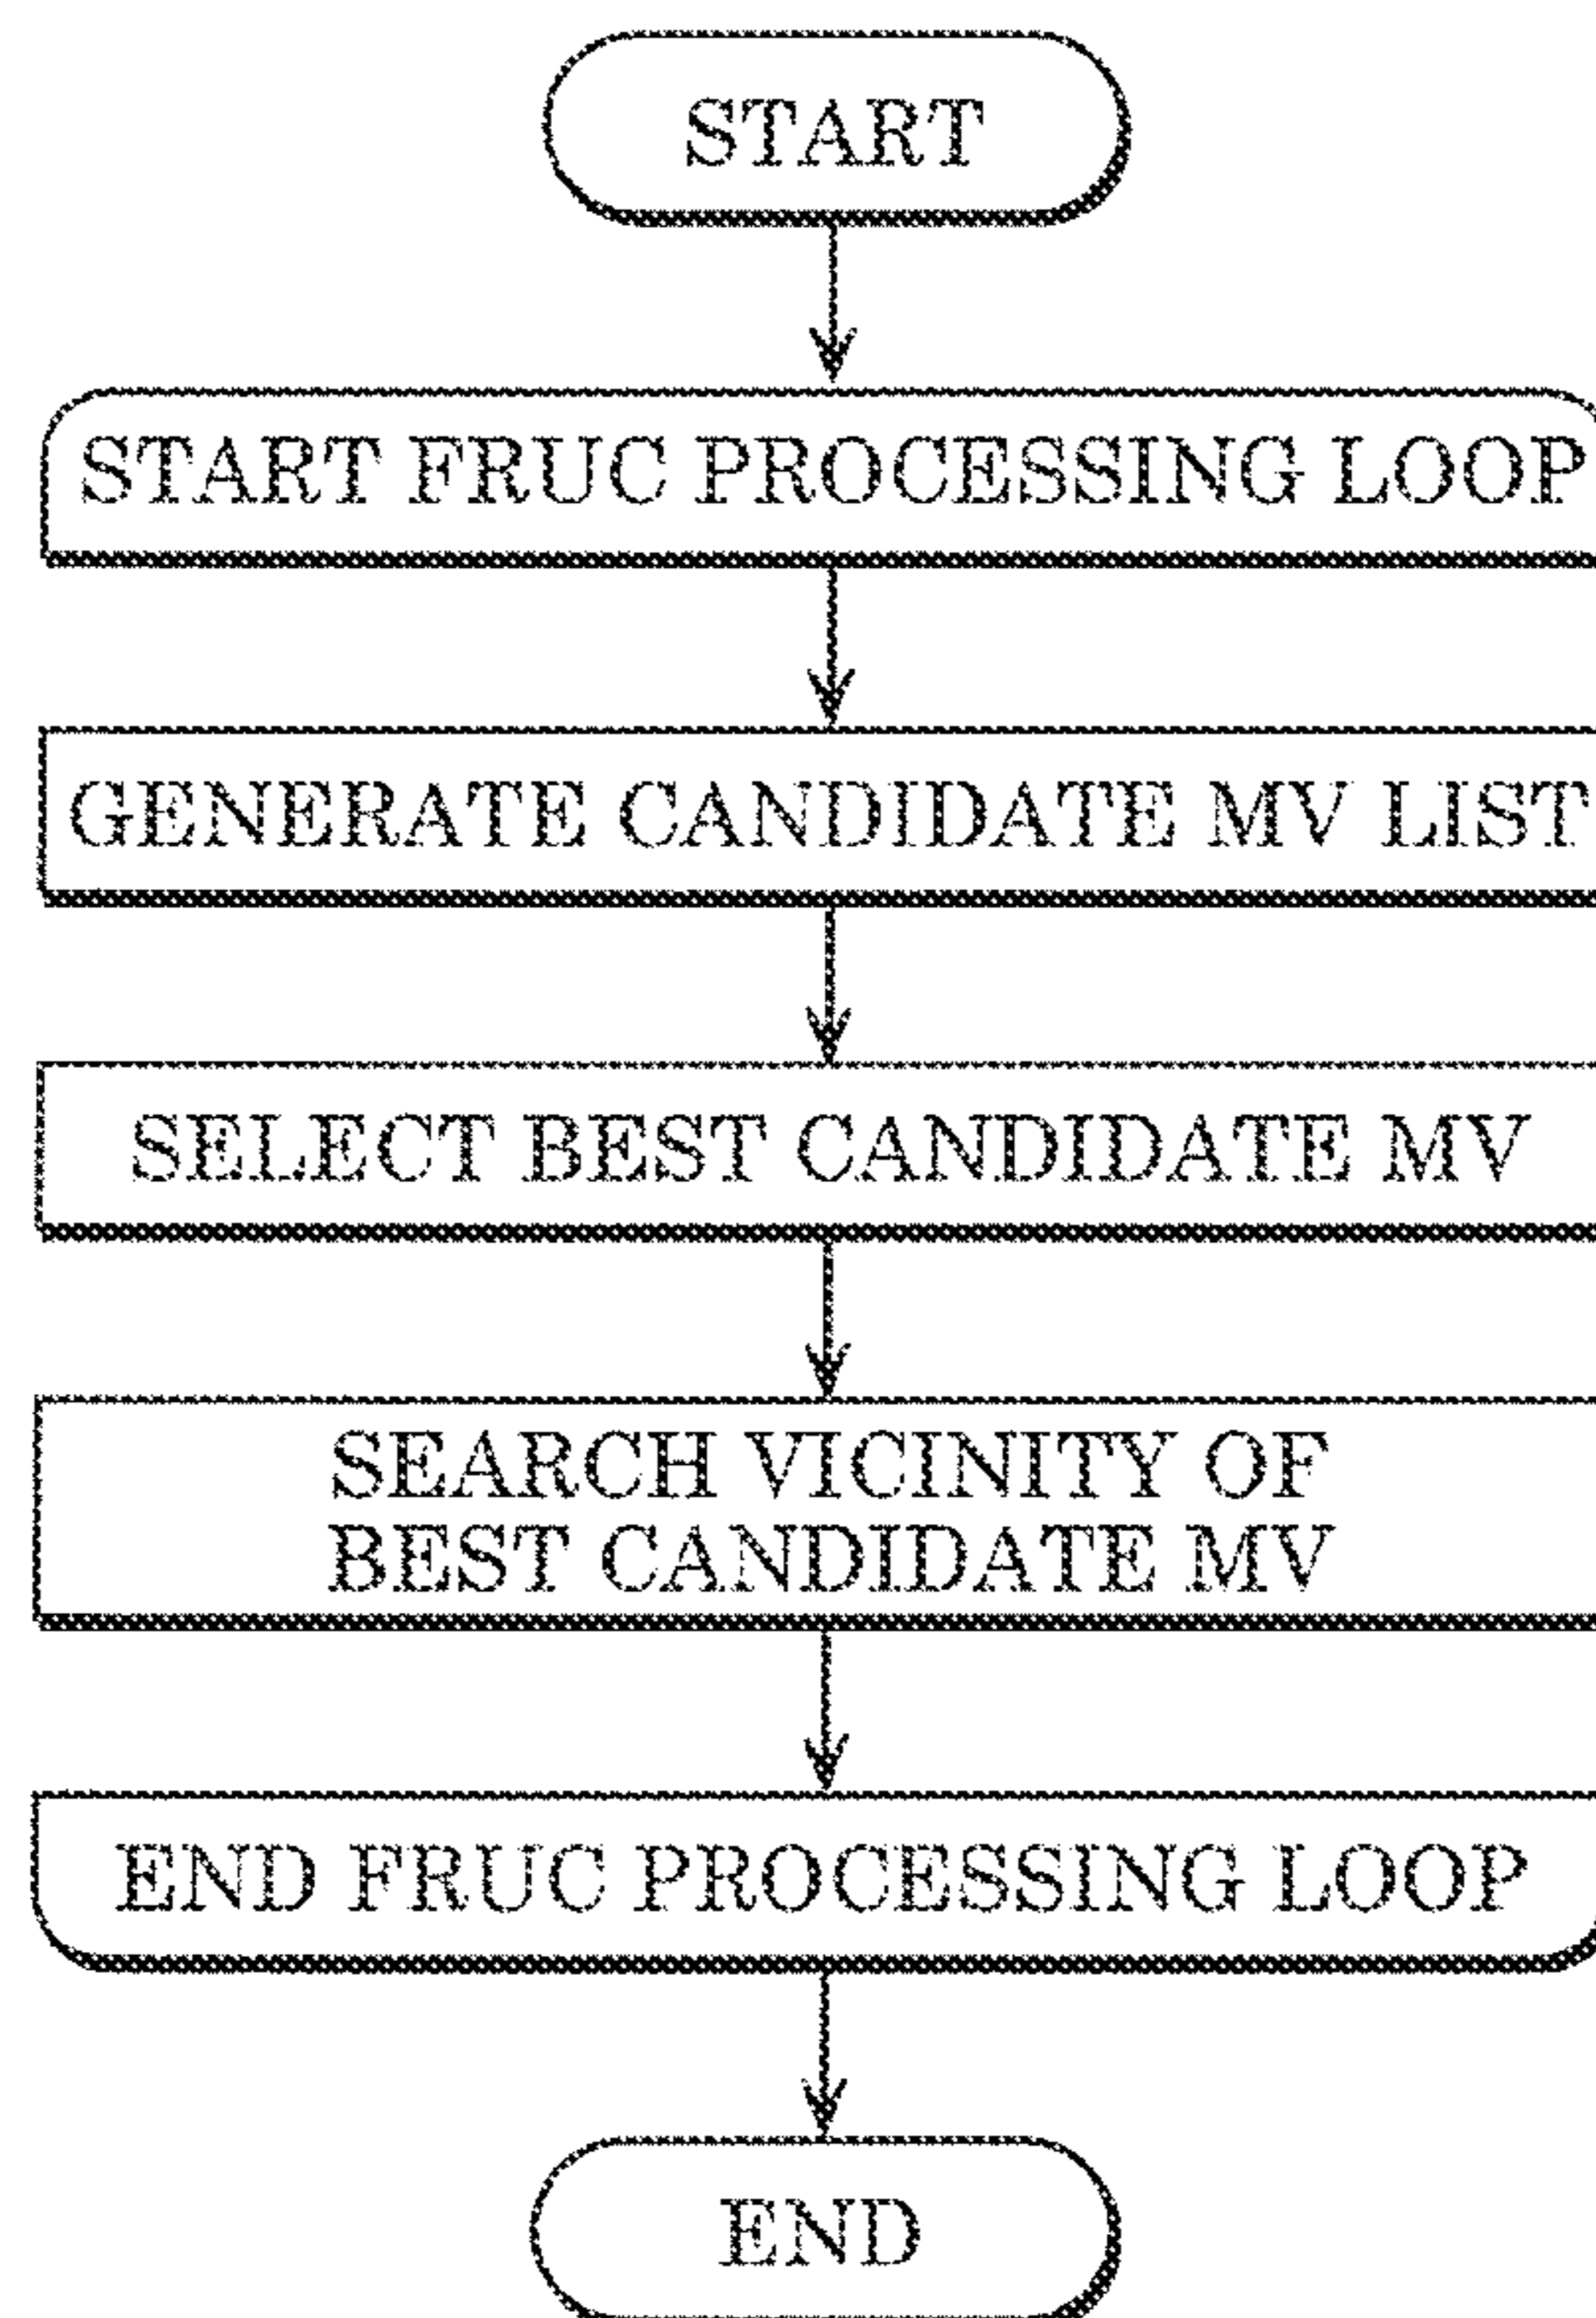 START
START FRUC PROCESSING LOOP
GENERATE CANDIDATE MV LIST
SELECT BEST CANDIDATE MV
SEARCH VICINITY OF
BEST CANDIDATE MV
END FRUC PROCESSING LOOP
END